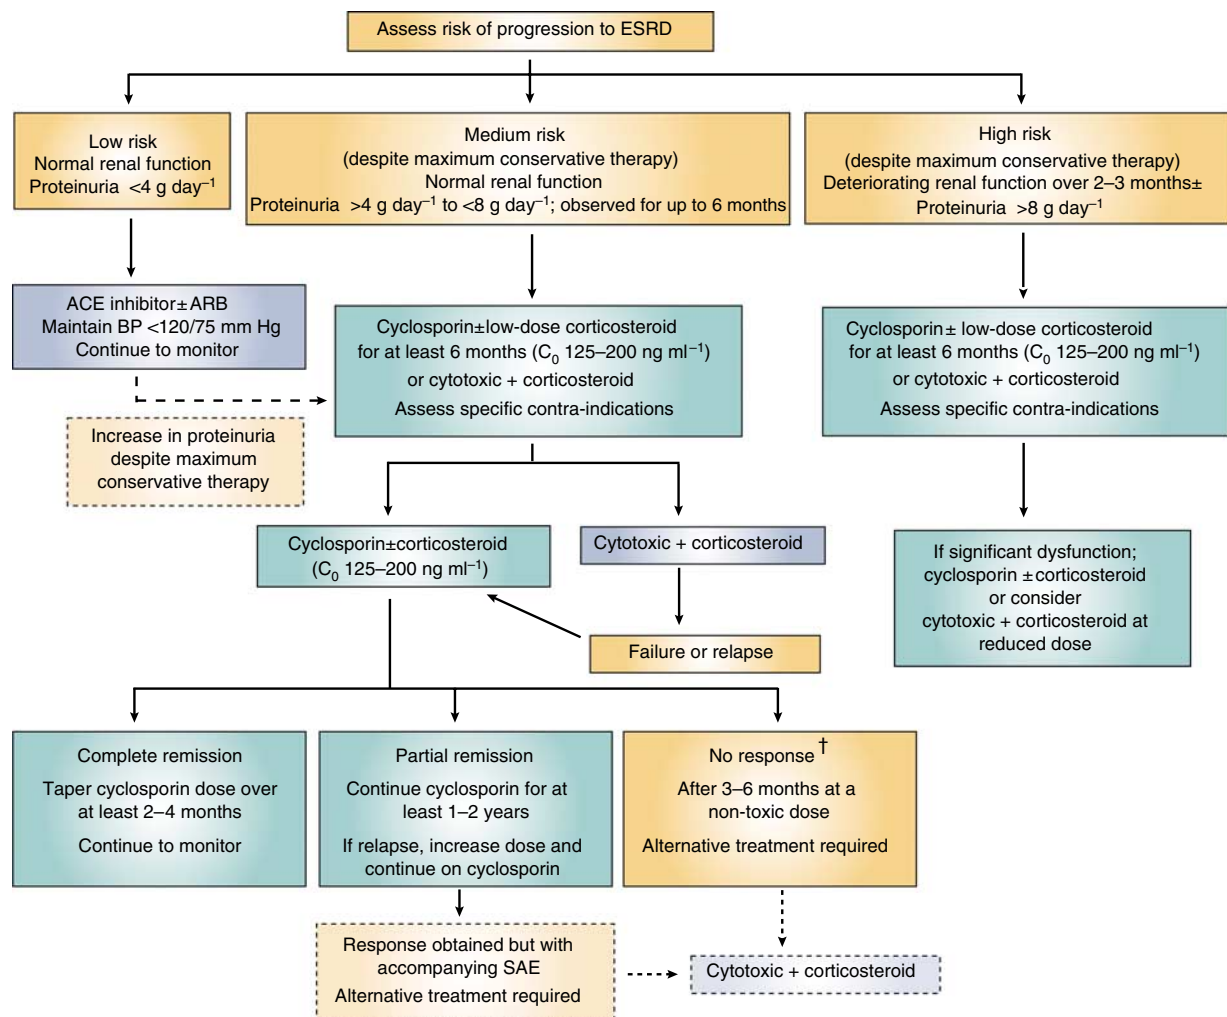 Assess risk of progression to ESRD
Low risk
Normal renal function
Proteinuria <4 g day⁻¹
Medium risk
(despite maximum conservative therapy)
Normal renal function
Proteinuria >4 g day⁻¹ to <8 g day⁻¹; observed for up to 6 months
High risk
(despite maximum conservative therapy)
Deteriorating renal function over 2–3 months±
Proteinuria >8 g day⁻¹
ACE inhibitor±ARB
Maintain BP <120/75 mm Hg
Continue to monitor
Cyclosporin±low-dose corticosteroid
for at least 6 months (C₀ 125–200 ng ml⁻¹)
or cytotoxic + corticosteroid
Assess specific contra-indications
Cyclosporin± low-dose corticosteroid
for at least 6 months (C₀ 125–200 ng ml⁻¹)
or cytotoxic + corticosteroid
Assess specific contra-indications
Increase in proteinuria
despite maximum
conservative therapy
Cyclosporin±corticosteroid
(C₀ 125–200 ng ml⁻¹)
Cytotoxic + corticosteroid
If significant dysfunction;
cyclosporin ±corticosteroid
or consider
cytotoxic + corticosteroid at
reduced dose
Failure or relapse
Complete remission
Taper cyclosporin dose over
at least 2–4 months
Continue to monitor
Partial remission
Continue cyclosporin for at
least 1–2 years
If relapse, increase dose and
continue on cyclosporin
No response†
After 3–6 months at a
non-toxic dose
Alternative treatment required
Response obtained but with
accompanying SAE
Alternative treatment required
Cytotoxic + corticosteroid